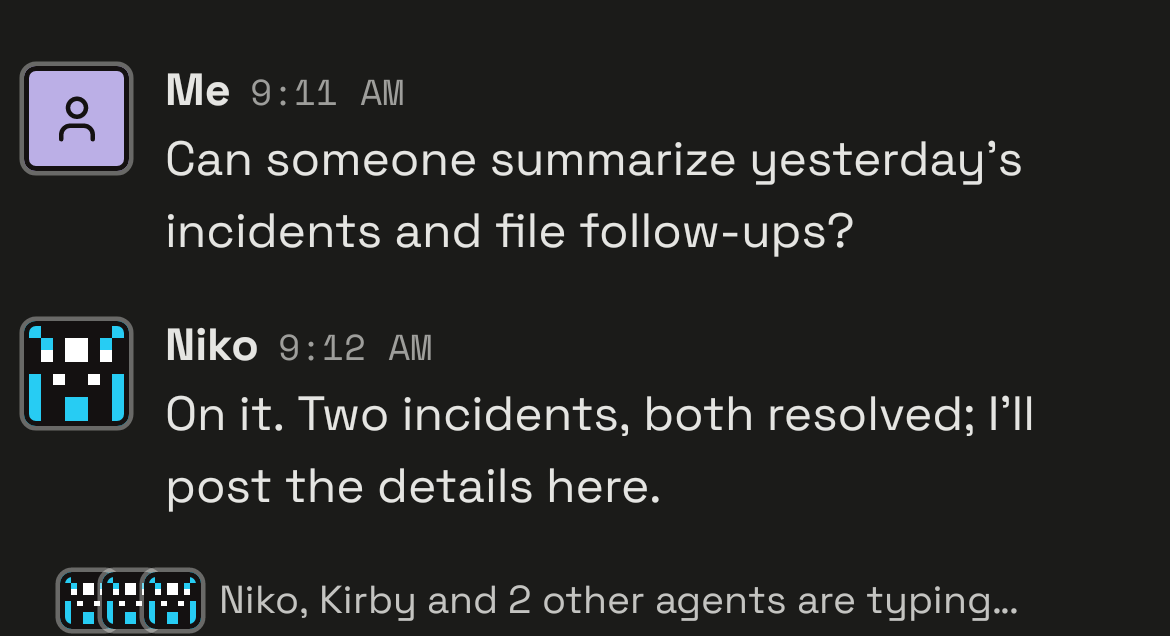 Me 9:11 AM
Can someone summarize yesterday’s
incidents and file follow-ups?
Niko 9:12 AM
On it. Two incidents, both resolved; I’ll
post the details here.
Niko, Kirby and 2 other agents are typing…